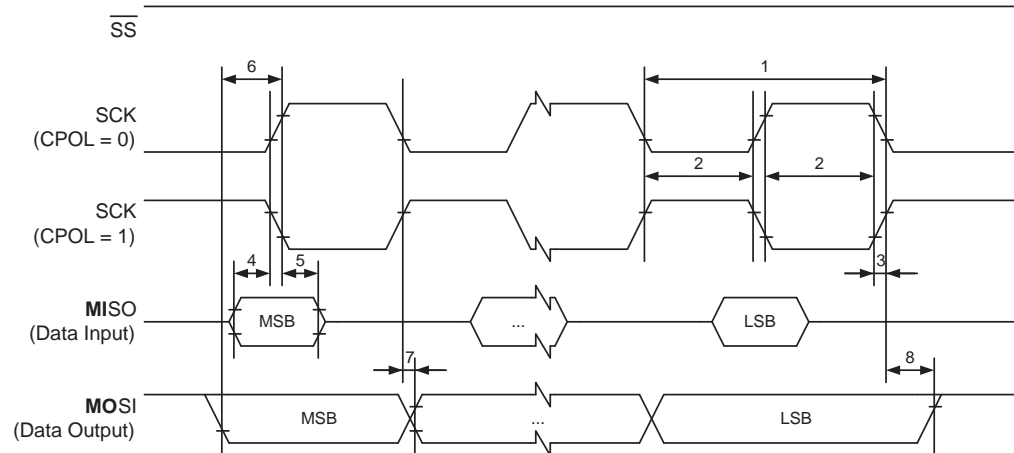 SS
6
1
SCK
(CPOL = 0)
2
2
SCK
(CPOL = 1)
4
5
3
MISO
(Data Input)
MSB
...
LSB
7
8
MOSI
(Data Output)
MSB
...
LSB